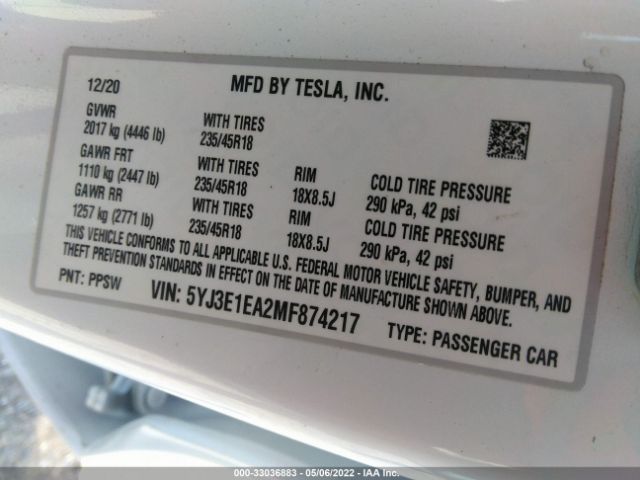 12/20 MFD BY TESLA, INC.
GVWR
2017 kg (4446 lb) WITH TIRES
235/45R18
GAWR FRT
1110 kg (2447 lb) WITH TIRES
235/45R18 RIM
18X8.5J COLD TIRE PRESSURE
290 kPa, 42 psi
GAWR RR
1257 kg (2771 lb) WITH TIRES
235/45R18 RIM
18X8.5J COLD TIRE PRESSURE
290 kPa, 42 psi
THIS VEHICLE CONFORMS TO ALL APPLICABLE U.S. FEDERAL MOTOR VEHICLE SAFETY, BUMPER, AND
THEFT PREVENTION STANDARDS IN EFFECT ON THE DATE OF MANUFACTURE SHOWN ABOVE.
PNT: PPSW VIN: 5YJ3E1EA2MF874217 TYPE: PASSENGER CAR
000-33036883 - 05/06/2022 - IAA Inc.